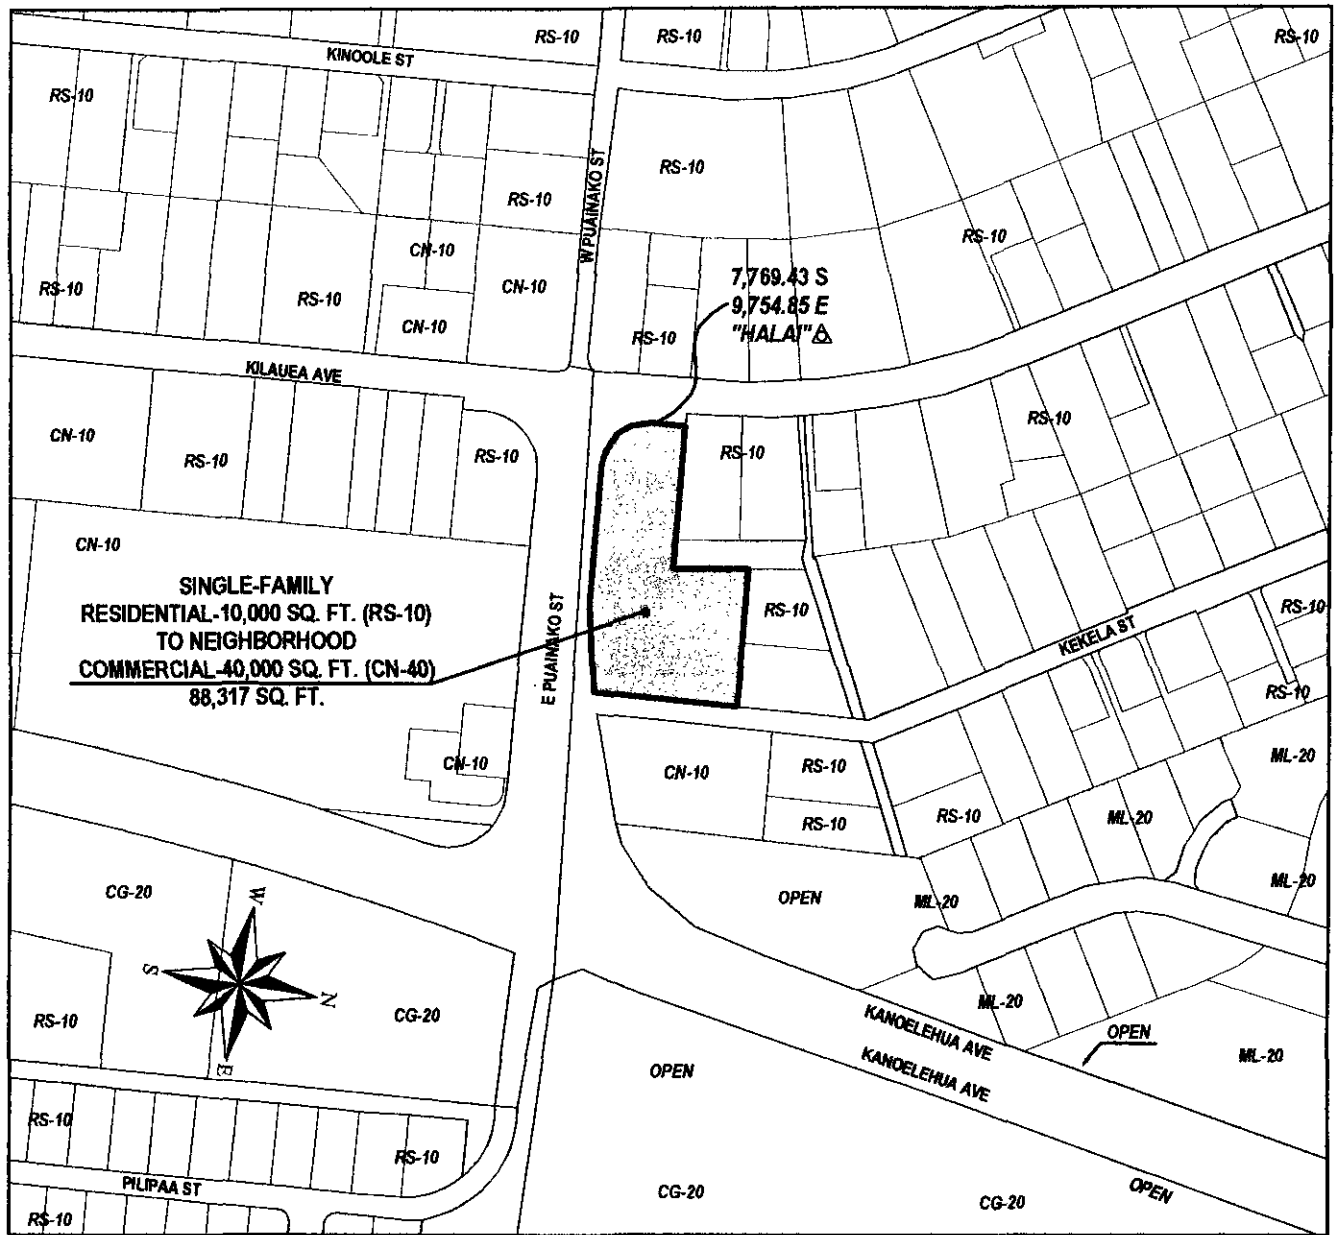 RS-10
RS-10
RS-10
KINOOLE ST
RS-10
W PUAINAKO ST
RS-10
RS-10
RS-10
CN-10
7,769.43 S
9,754.85 E
"HALAI"
RS-10
RS-10
CN-10
CN-10
RS-10
KILAUEA AVE
CN-10
RS-10
RS-10
RS-10
RS-10
CN-10
SINGLE-FAMILY
RESIDENTIAL-10,000 SQ. FT. (RS-10)
TO NEIGHBORHOOD
COMMERCIAL-40,000 SQ. FT. (CN-40)
88,317 SQ. FT.
E PUAINAKO ST
RS-10
RS-10
KEKELA ST
RS-10
CN-10
CN-10
RS-10
ML-20
RS-10
RS-10
ML-20
CG-20
OPEN
ML-20
ML-20
W
S
N
E
RS-10
CG-20
ML-20
KANOELEHUA AVE
KANOELEHUA AVE
OPEN
ML-20
OPEN
RS-10
RS-10
PILIPAA ST
CG-20
CG-20
OPEN
RS-10